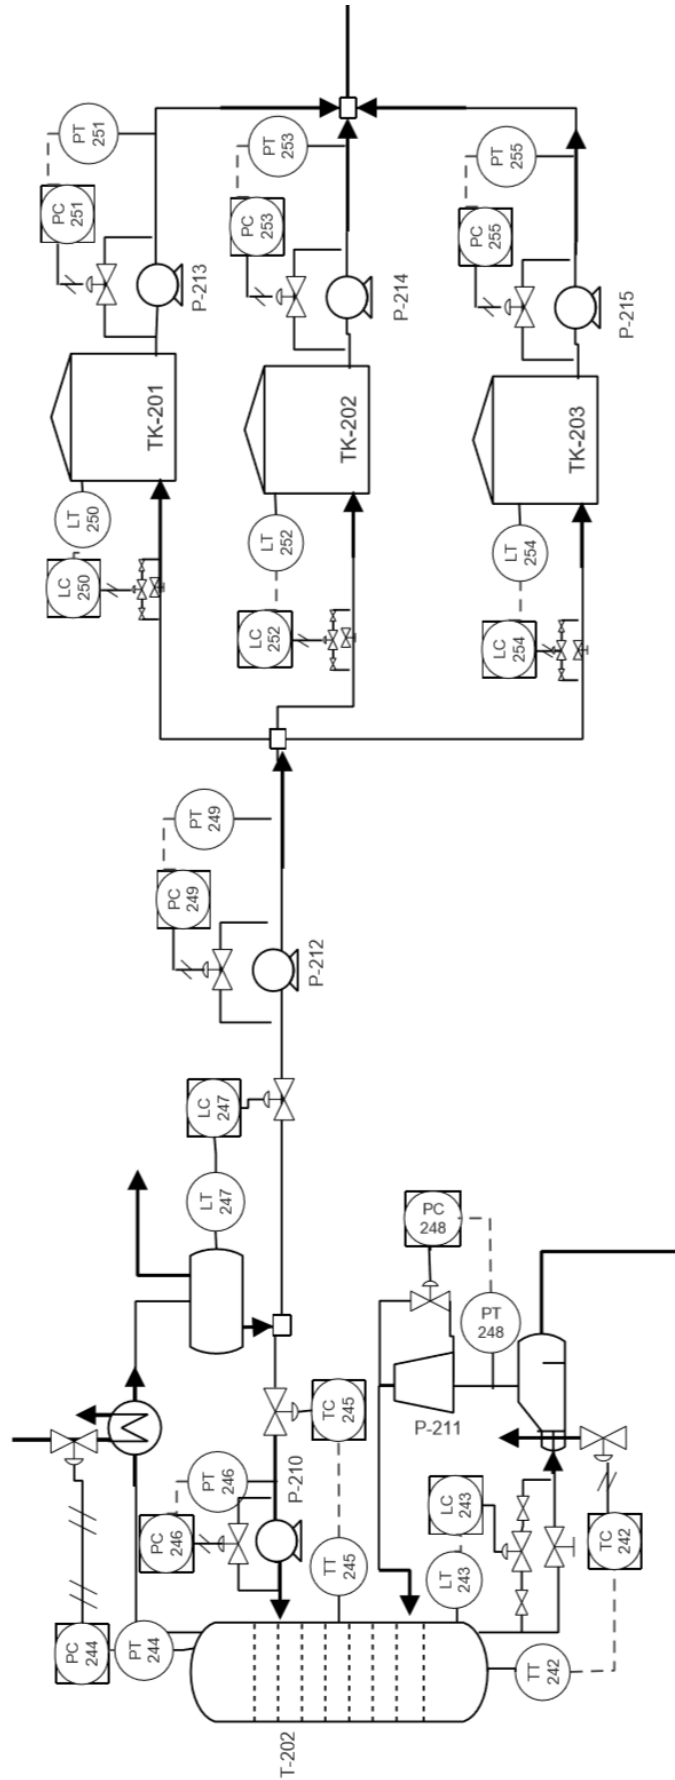 PT
251
PC
251
P-213
TK-201
LT
250
LC
250
PT
253
PC
253
P-214
TK-202
LT
252
LC
252
PT
255
PC
255
P-215
TK-203
LT
254
LC
254
PT
249
PC
249
P-212
LC
247
LT
247
PC
248
PT
248
P-211
TC
245
P-210
PT
246
PC
246
TT
245
LC
243
LT
243
TC
242
TT
242
PC
244
PT
244
T-202